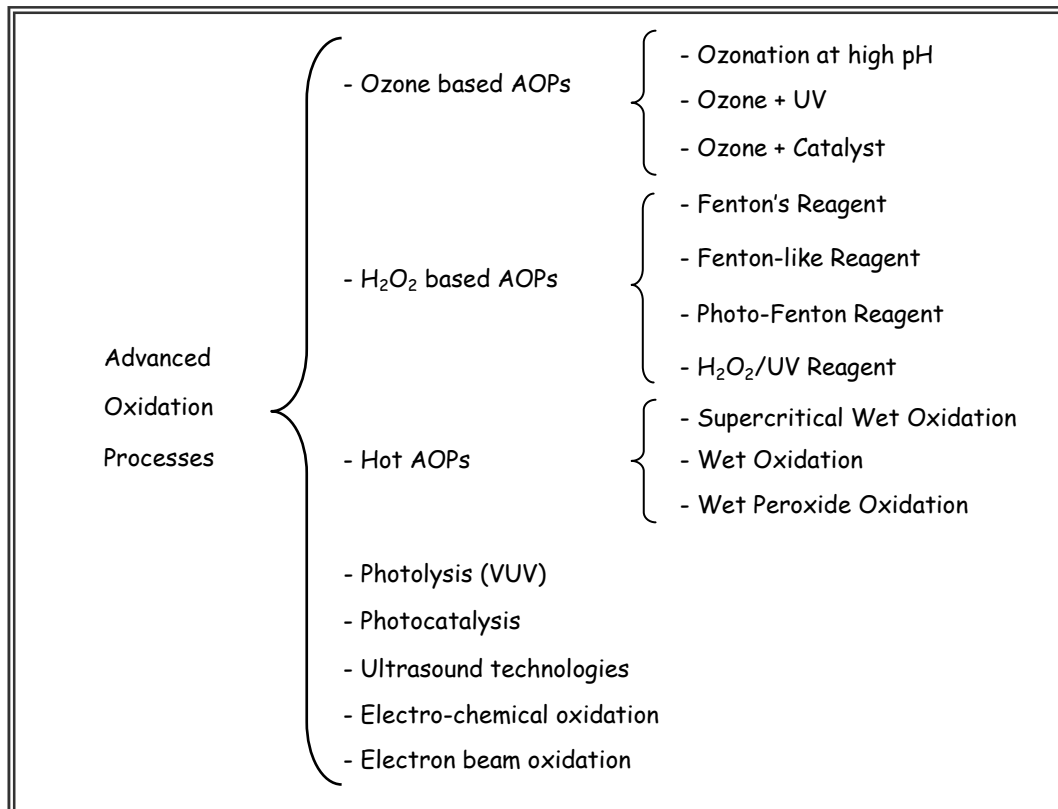 Advanced
Oxidation
Processes
- Ozone based AOPs
- Ozonation at high pH
- Ozone + UV
- Ozone + Catalyst
- H₂O₂ based AOPs
- Fenton's Reagent
- Fenton-like Reagent
- Photo-Fenton Reagent
- H₂O₂/UV Reagent
- Hot AOPs
- Supercritical Wet Oxidation
- Wet Oxidation
- Wet Peroxide Oxidation
- Photolysis (VUV)
- Photocatalysis
- Ultrasound technologies
- Electro-chemical oxidation
- Electron beam oxidation